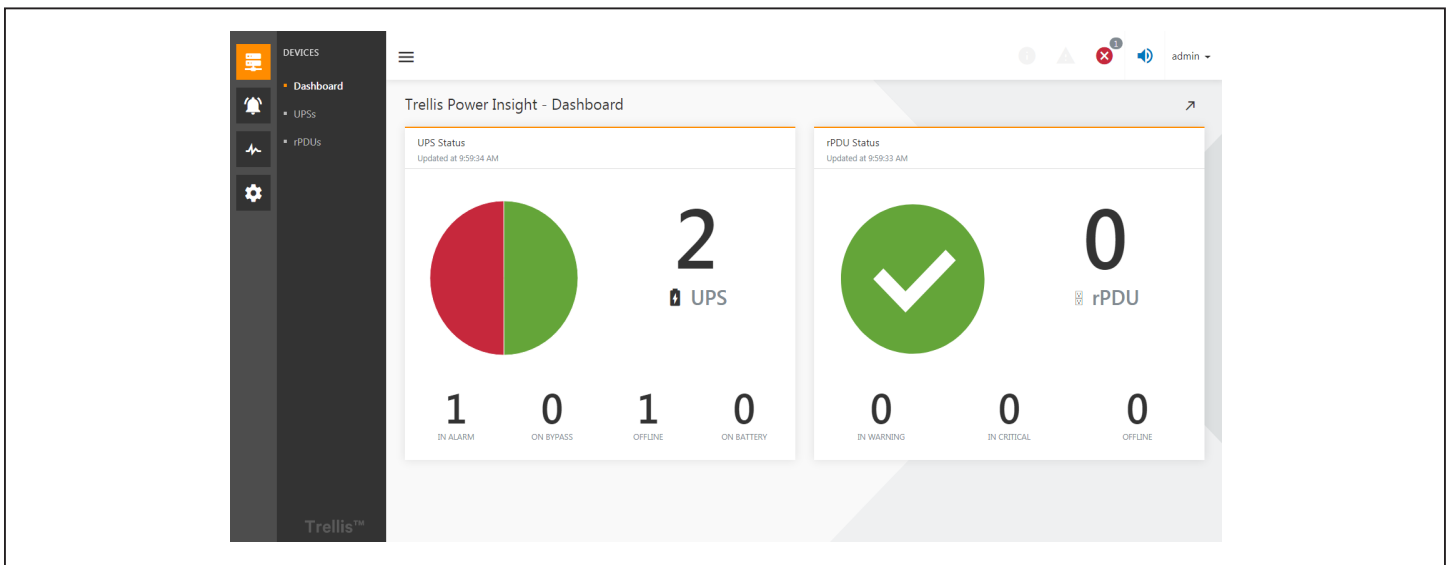 DEVICES
Dashboard
UPSs
rPDUs
Trellis™
1
admin
Trellis Power Insight - Dashboard
UPS Status
Updated at 9:59:34 AM
2
UPS
1
IN ALARM
0
ON BYPASS
1
OFFLINE
0
ON BATTERY
rPDU Status
Updated at 9:59:33 AM
0
rPDU
0
IN WARNING
0
IN CRITICAL
0
OFFLINE